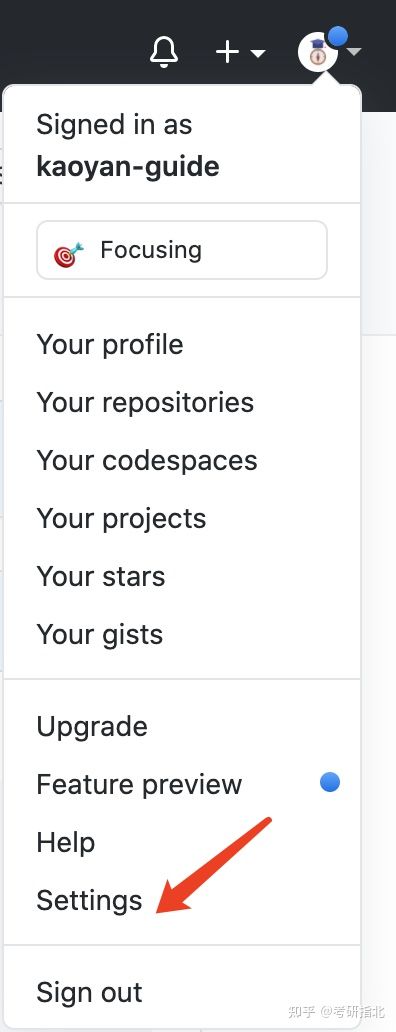 Signed in as
kaoyan-guide
Focusing
Your profile
Your repositories
Your codespaces
Your projects
Your stars
Your gists
Upgrade
Feature preview
Help
Settings
Sign out
知乎 @考研指北